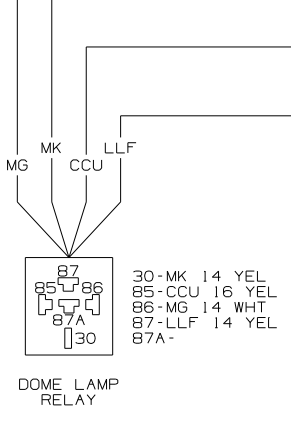 MK
LLF
MG
CCU
87
85
86
87A
30
30-MK 14 YEL
85-CCU 16 YEL
86-MG 14 WHT
87-LLF 14 YEL
87A-
DOME LAMP
RELAY